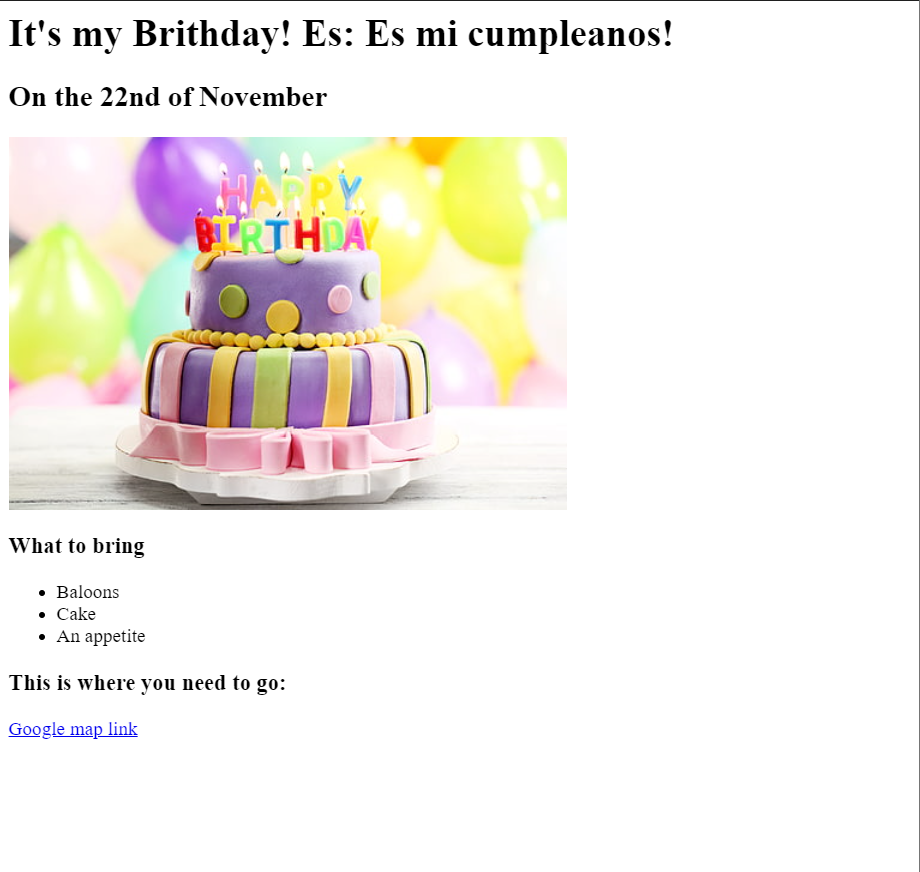 It's my Brithday! Es: Es mi cumpleanos!
On the 22nd of November
HAPPY
BIRTHDAY
What to bring
Baloons
Cake
An appetite
This is where you need to go:
Google map link